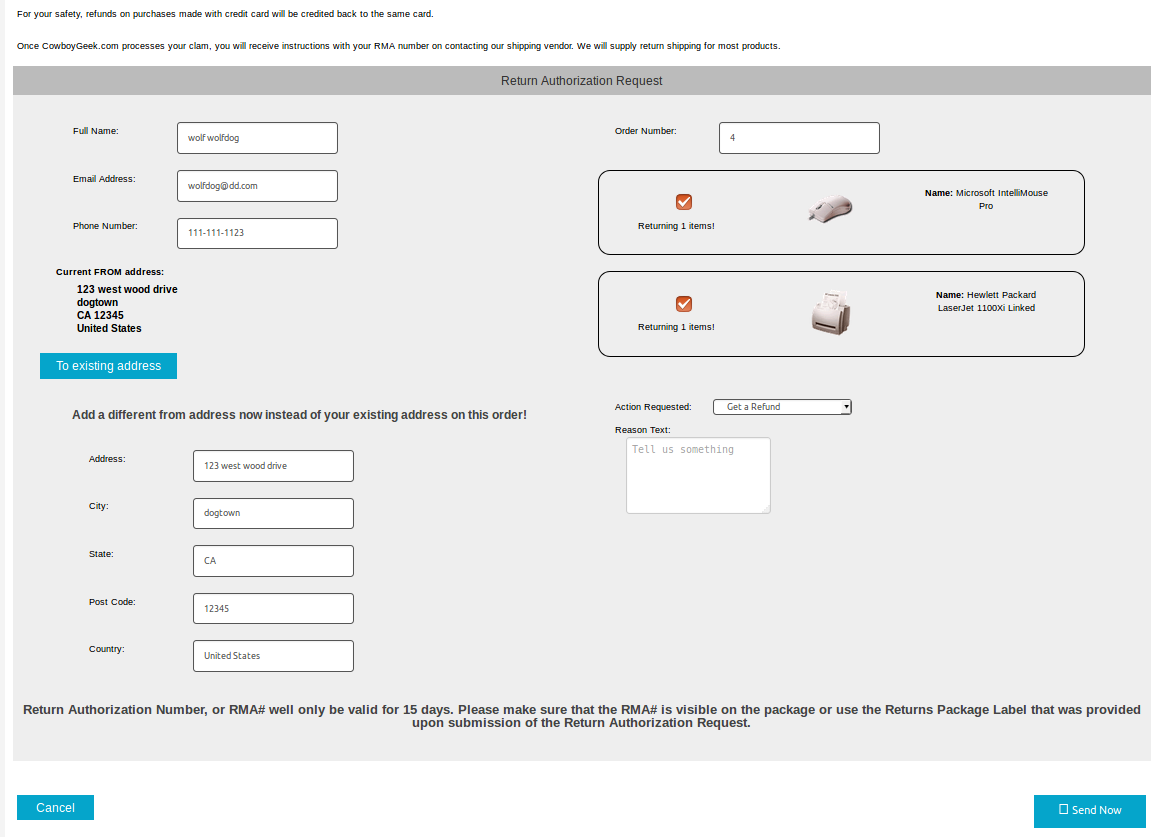 For your safety, refunds on purchases made with credit card will be credited back to the same card.
Once CowboyGeek.com processes your clam, you will receive instructions with your RMA number on contacting our shipping vendor. We will supply return shipping for most products.
Return Authorization Request
Full Name:
wolf wolfdog
Email Address:
wolfdog@dd.com
Phone Number:
111-111-1123
Current FROM address:
123 west wood drive
dogtown
CA 12345
United States
To existing address
Add a different from address now instead of your existing address on this order!
Address:
123 west wood drive
City:
dogtown
State:
CA
Post Code:
12345
Country:
United States
Order Number:
4
Returning 1 items!
Name: Microsoft IntelliMouse
Pro
Returning 1 items!
Name: Hewlett Packard
LaserJet 1100Xi Linked
Action Requested:
Get a Refund
Reason Text:
Tell us something
Return Authorization Number, or RMA# well only be valid for 15 days. Please make sure that the RMA# is visible on the package or use the Returns Package Label that was provided
upon submission of the Return Authorization Request.
Cancel
Send Now